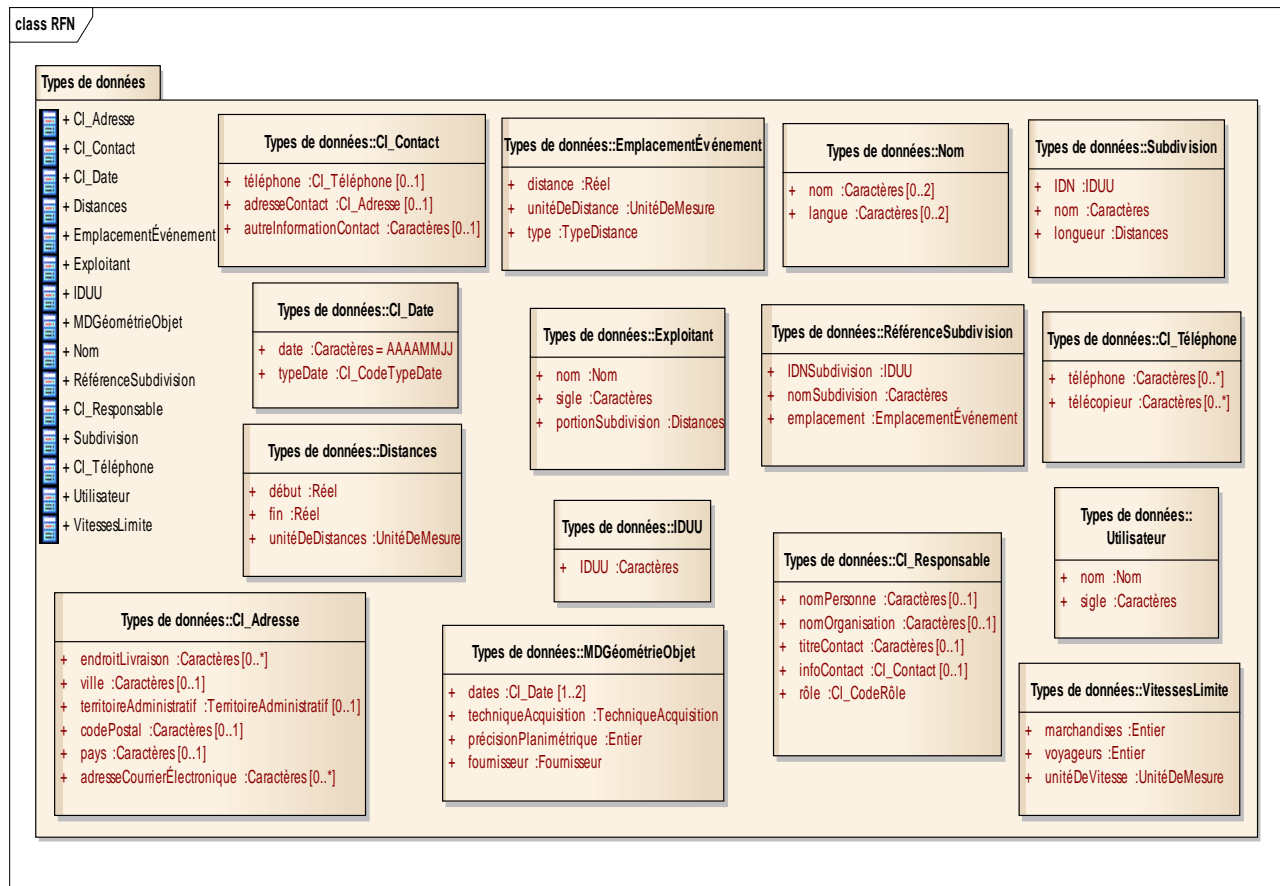 class RFN
Types de données
+ CI_Adresse
+ CI_Contact
+ CI_Date
+ Distances
+ EmplacementÉvénement
+ Exploitant
+ IDUU
+ MDGéométrieObjet
+ Nom
+ RéférenceSubdivision
+ CI_Responsable
+ Subdivision
+ CI_Téléphone
+ Utilisateur
+ VitessesLimite
Types de données::CI_Contact
+ téléphone :CI_Téléphone [0..1]
+ adresseContact :CI_Adresse [0..1]
+ autreInformationContact :Caractères [0..1]
Types de données::EmplacementÉvénement
+ distance :Réel
+ unitéDeDistance :UnitéDeMesure
+ type :TypeDistance
Types de données::Nom
+ nom :Caractères [0..2]
+ langue :Caractères [0..2]
Types de données::Subdivision
+ IDN :IDUU
+ nom :Caractères
+ longueur :Distances
Types de données::CI_Date
+ date :Caractères = AAAAMMJJ
+ typeDate :CI_CodeTypeDate
Types de données::Exploitant
+ nom :Nom
+ sigle :Caractères
+ portionSubdivision :Distances
Types de données::RéférenceSubdivision
+ IDNSubdivision :IDUU
+ nomSubdivision :Caractères
+ emplacement :EmplacementÉvénement
Types de données::CI_Téléphone
+ téléphone :Caractères [0..*]
+ télécopieur :Caractères [0..*]
Types de données::Distances
+ début :Réel
+ fin :Réel
+ unitéDeDistances :UnitéDeMesure
Types de données::IDUU
+ IDUU :Caractères
Types de données::CI_Responsable
+ nomPersonne :Caractères [0..1]
+ nomOrganisation :Caractères [0..1]
+ titreContact :Caractères [0..1]
+ infoContact :CI_Contact [0..1]
+ rôle :CI_CodeRôle
Types de données::
Utilisateur
+ nom :Nom
+ sigle :Caractères
Types de données::CI_Adresse
+ endroitLivraison :Caractères [0..*]
+ ville :Caractères [0..1]
+ territoireAdministratif :TerritoireAdministratif [0..1]
+ codePostal :Caractères [0..1]
+ pays :Caractères [0..1]
+ adresseCourrierÉlectronique :Caractères [0..*]
Types de données::MDGéométrieObjet
+ dates :CI_Date [1..2]
+ techniqueAcquisition :TechniqueAcquisition
+ précisionPlanimétrique :Entier
+ fournisseur :Fournisseur
Types de données::VitessesLimite
+ marchandises :Entier
+ voyageurs :Entier
+ unitéDeVitesse :UnitéDeMesure